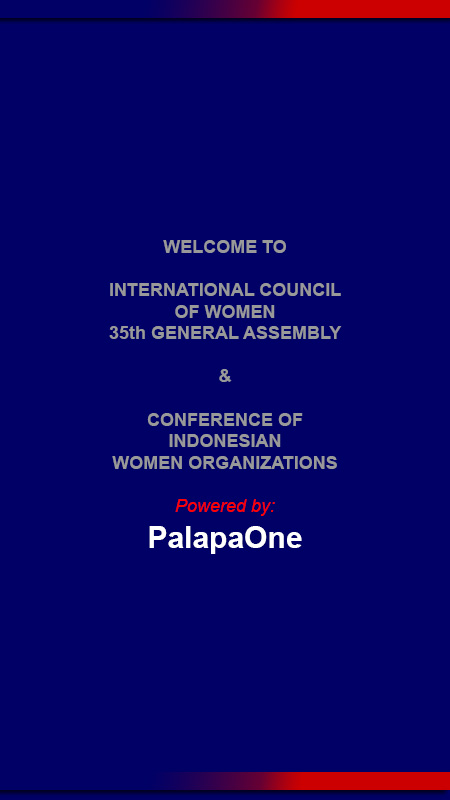 WELCOME TO
INTERNATIONAL COUNCIL
OF WOMEN
35th GENERAL ASSEMBLY
&
CONFERENCE OF
INDONESIAN
WOMEN ORGANIZATIONS
Powered by:
PalapaOne